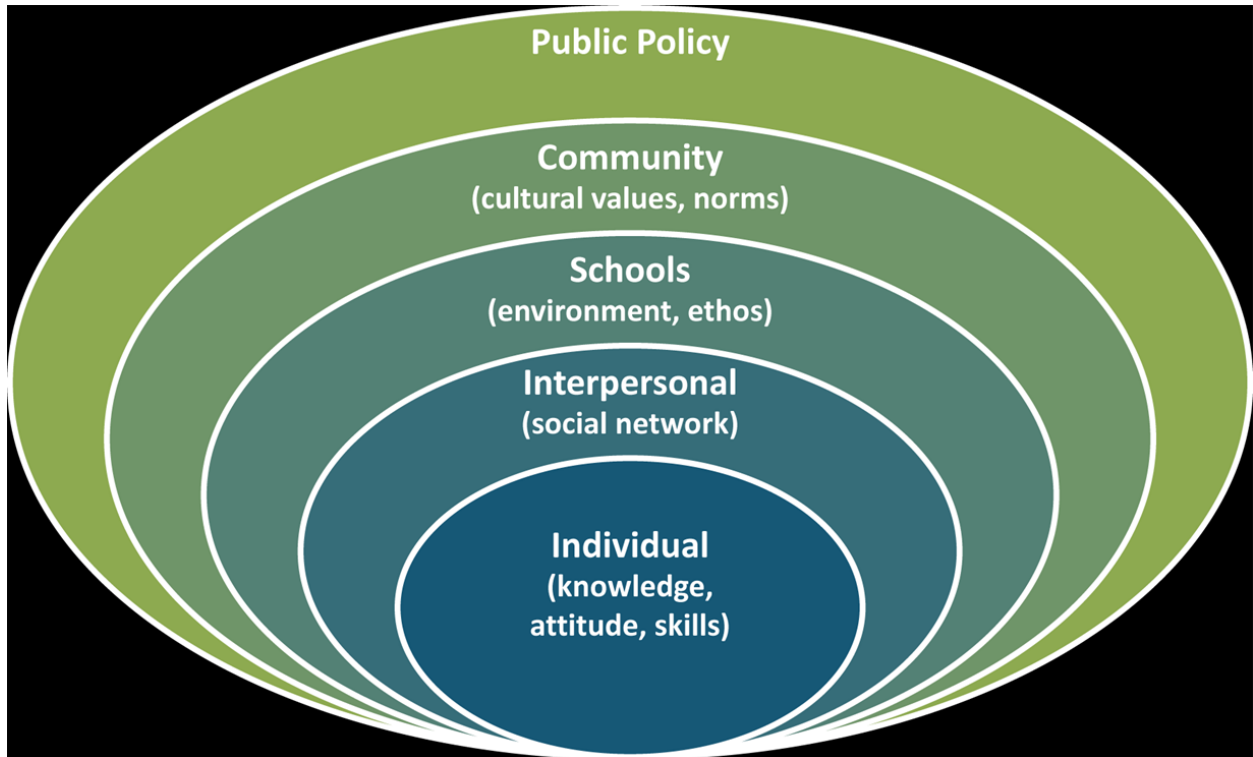 Public Policy
Community
(cultural values, norms)
Schools
(environment, ethos)
Interpersonal
(social network)
Individual
(knowledge,
attitude, skills)